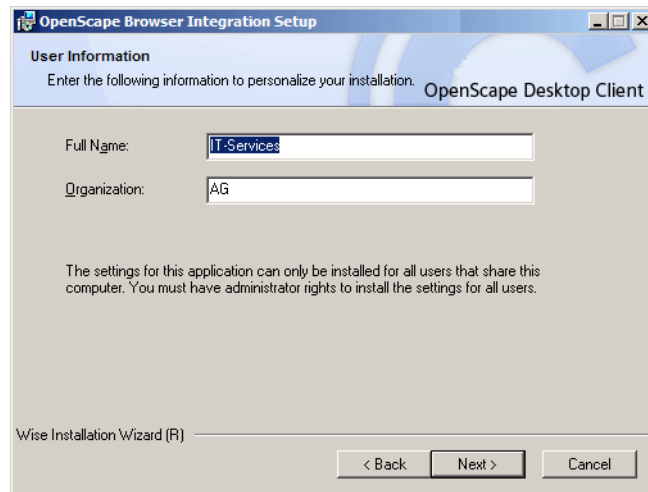 OpenScape Browser Integration Setup
User Information
Enter the following information to personalize your installation.
OpenScape Desktop Client
Full Name:
IT-Services
Organization:
AG
The settings for this application can only be installed for all users that share this
computer. You must have administrator rights to install the settings for all users.
Wise Installation Wizard (R)
< Back
Next >
Cancel